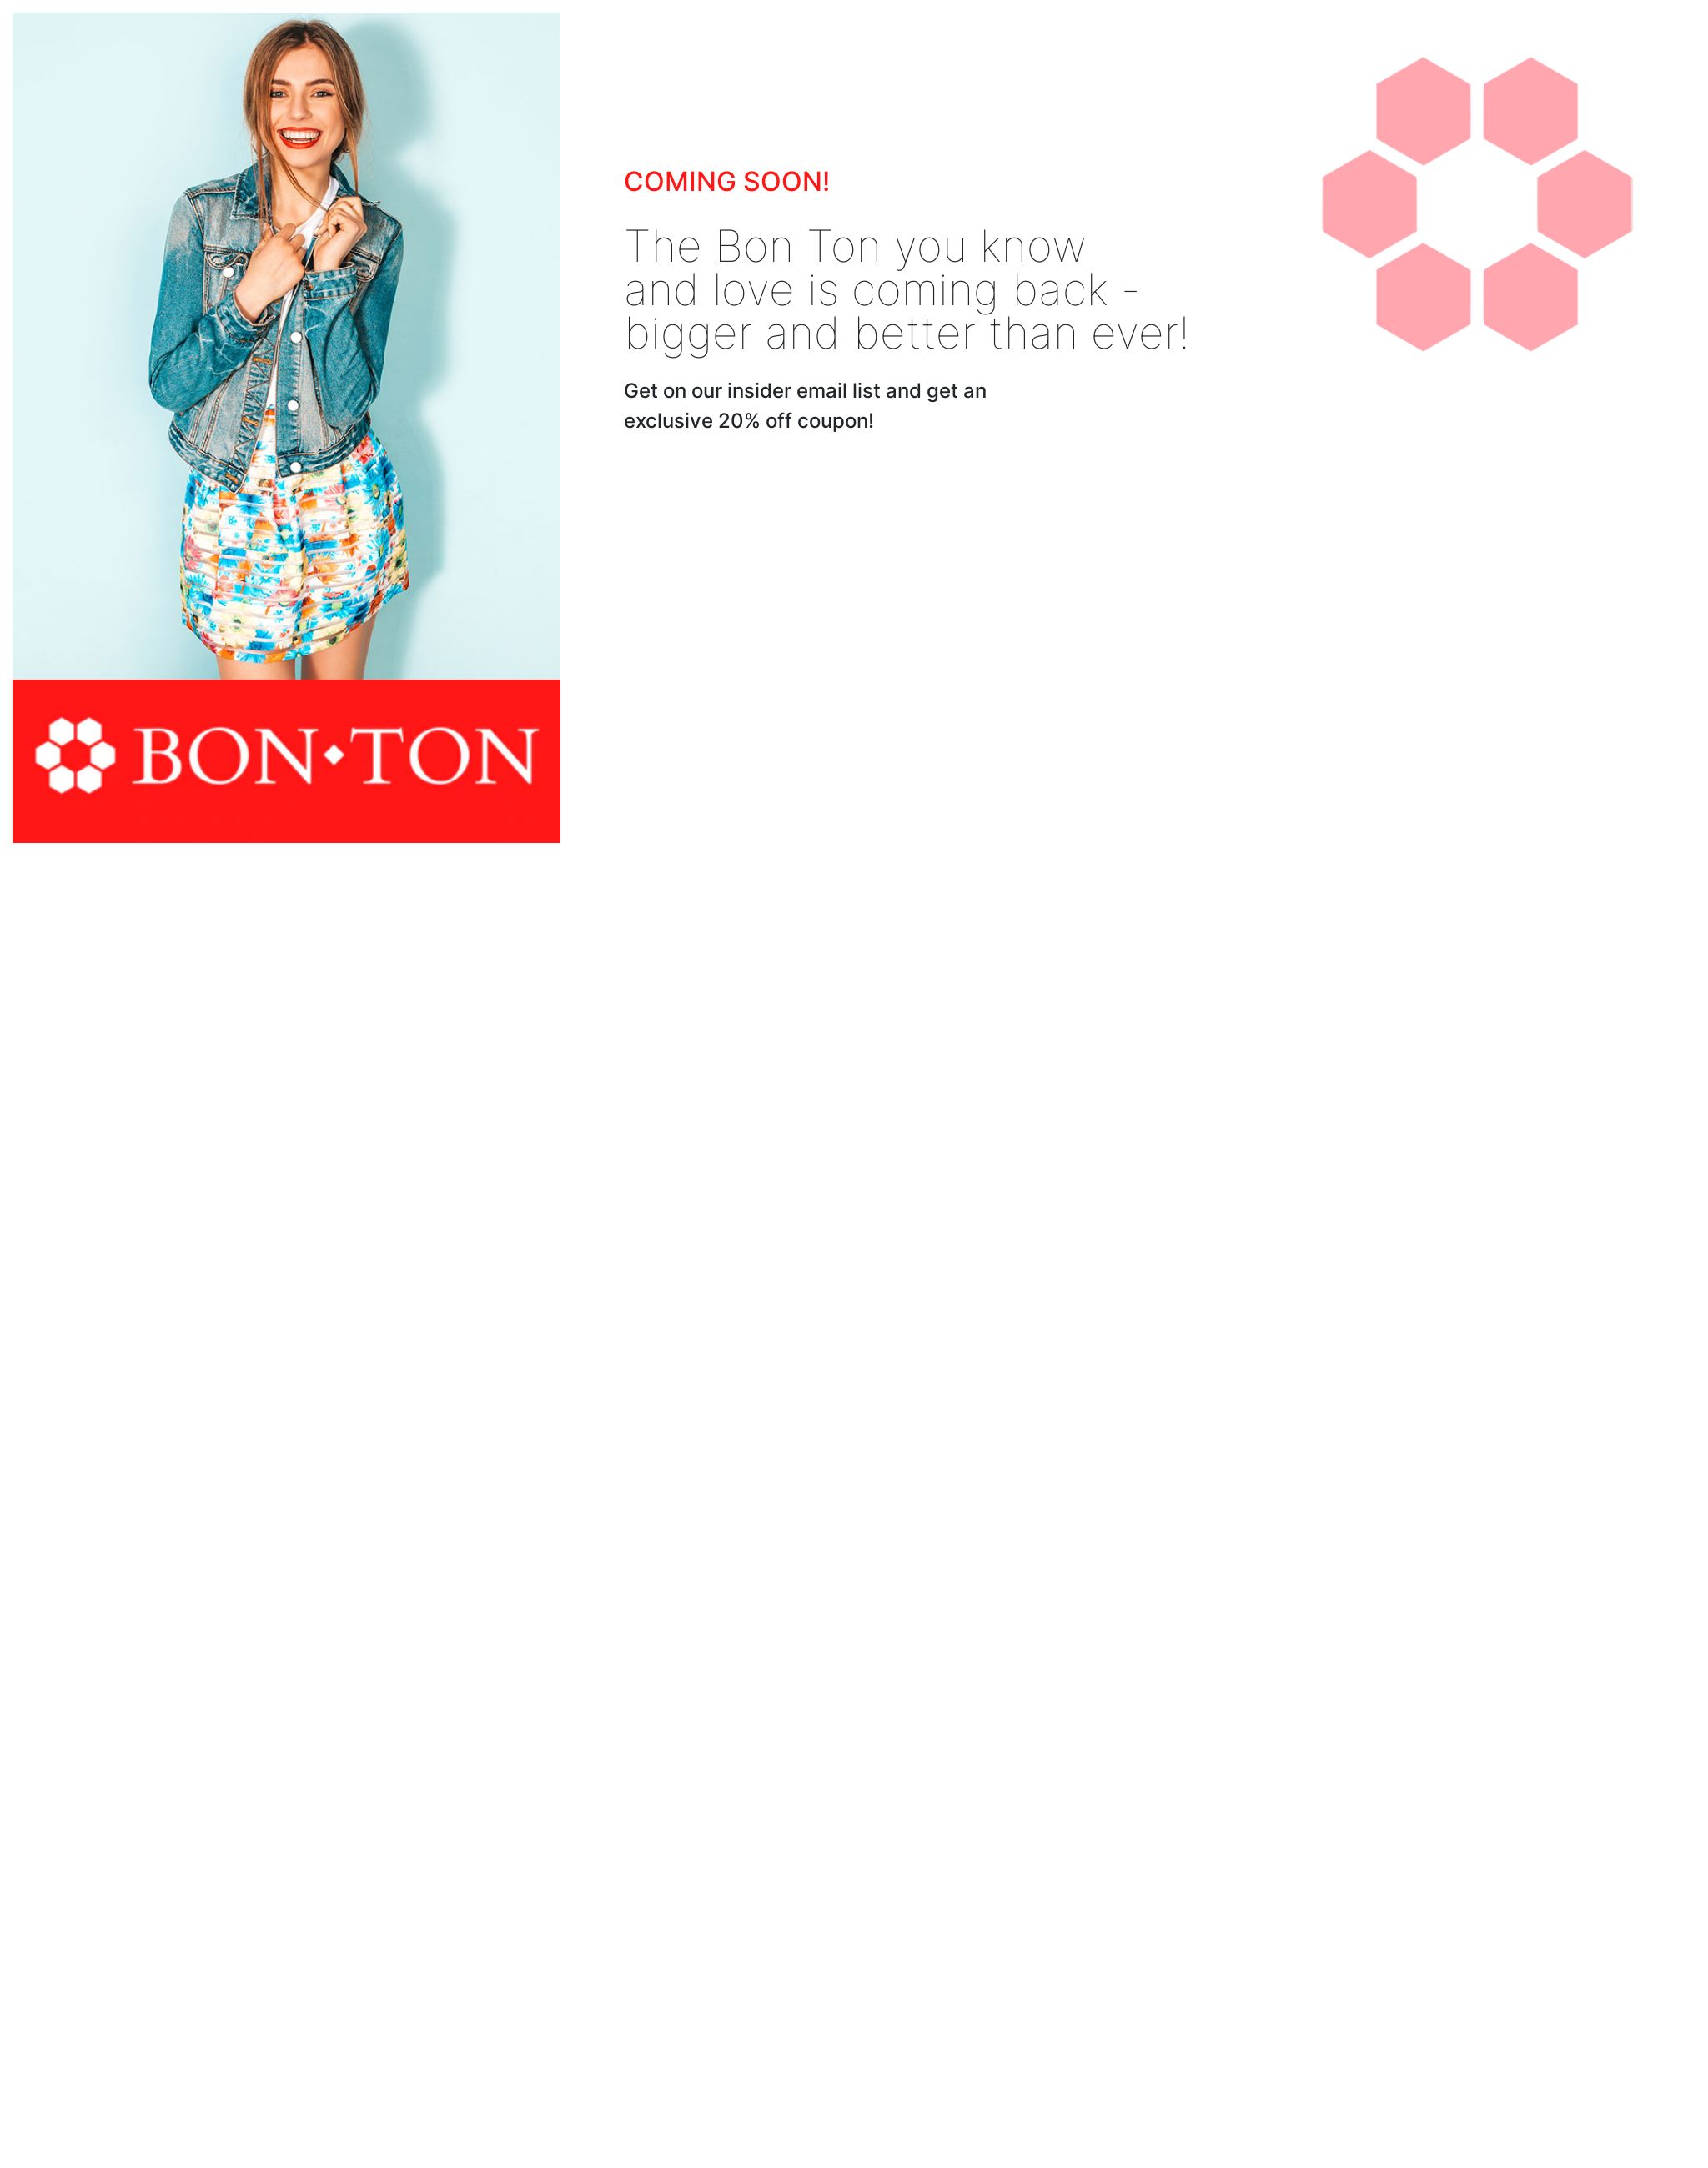 COMING SOON!
The Bon Ton you know
and love is coming back -
bigger and better than ever!
Get on our insider email list and get an
exclusive 20% off coupon!
BON•TON